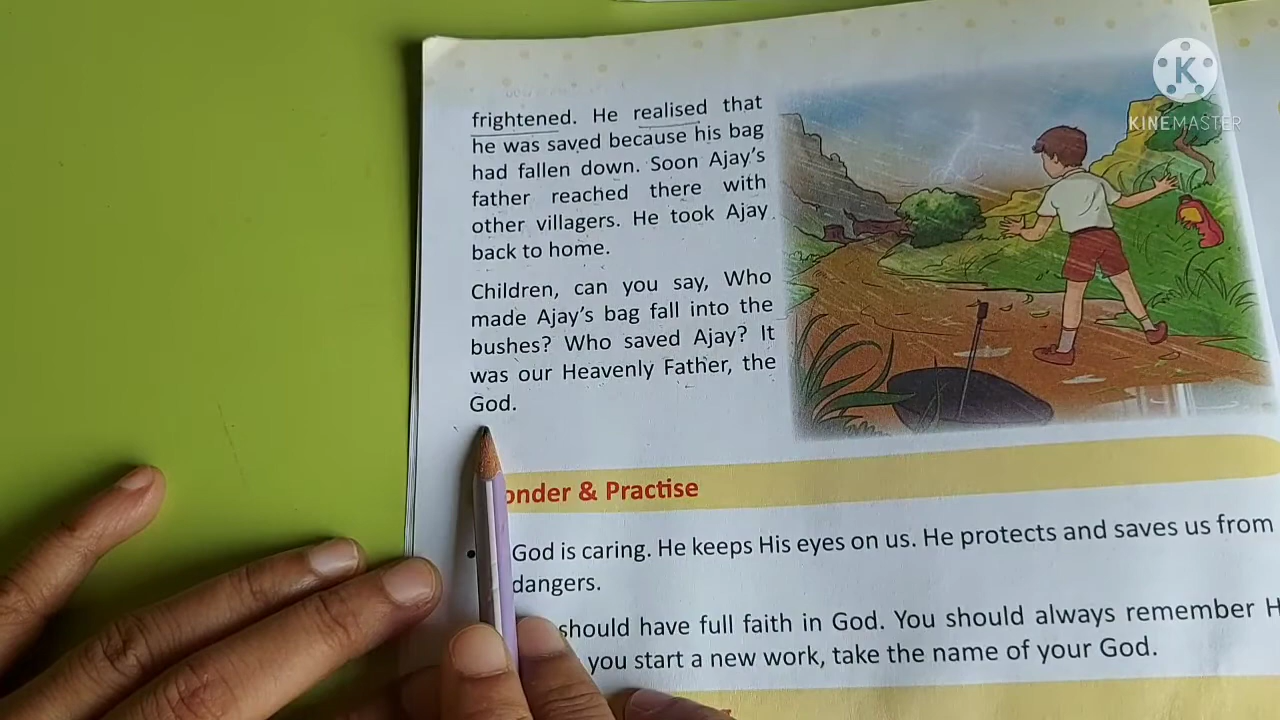 frightened. He realised that
he was saved because his bag
had fallen down. Soon Ajay's
father reached there with
other villagers. He took Ajay
back to home.
Children, can you say, Who
made Ajay's bag fall into the
bushes? Who saved Ajay? It
was our Heavenly Father, the
God.
onder & Practise
• God is caring. He keeps His eyes on us. He protects and saves us from
dangers.
should have full faith in God. You should always remember H
you start a new work, take the name of your God.
K
KINEMASTER